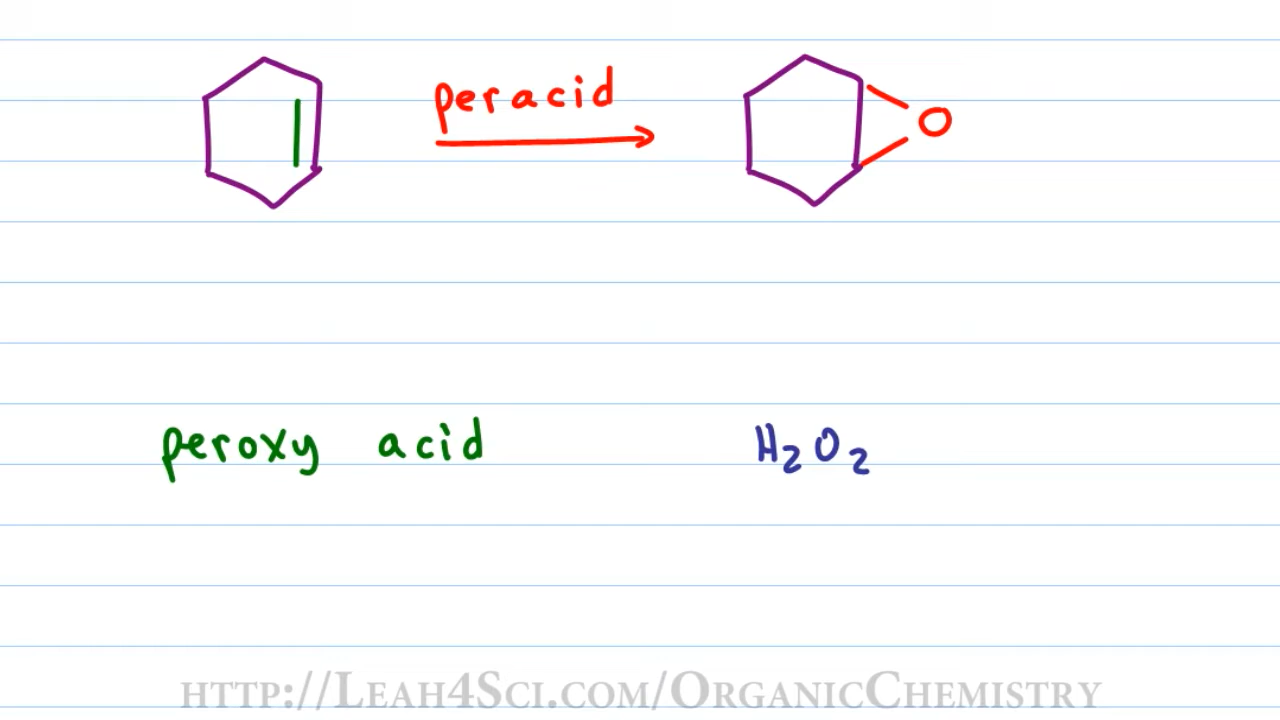 peracid
O
peroxy acid H₂O₂
HTTP://LEAH4SCI.COM/ORGANICCHEMISTRY